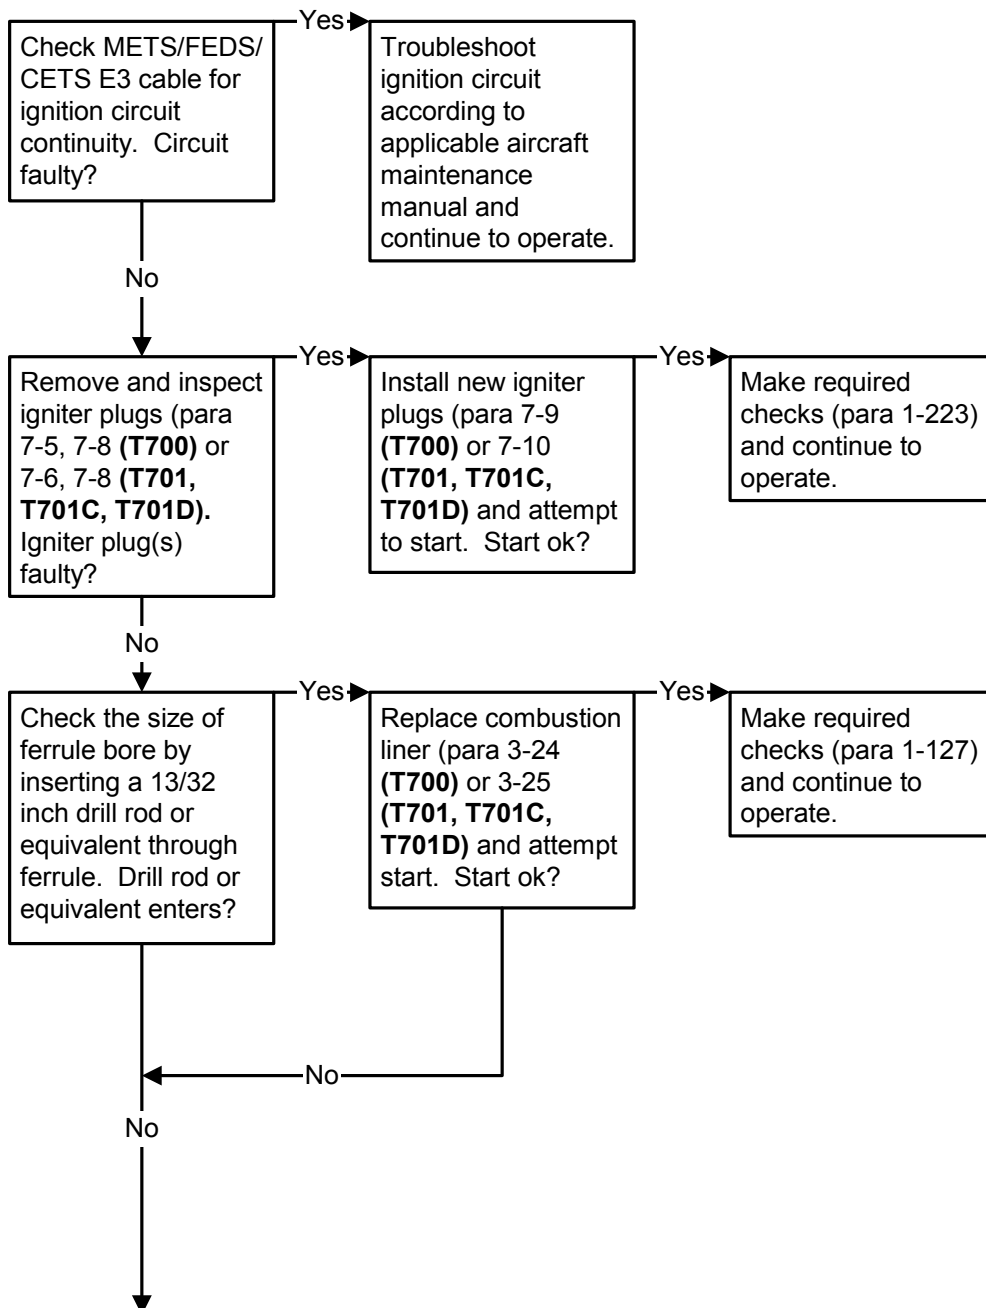 Yes
Check METS/FEDS/
CETS E3 cable for
ignition circuit
continuity.  Circuit
faulty?
Troubleshoot
ignition circuit
according to
applicable aircraft
maintenance
manual and
continue to operate.
No
Yes
Yes
Remove and inspect
igniter plugs (para
7-5, 7-8 (T700) or
7-6, 7-8 (T701,
T701C, T701D).
Igniter plug(s)
faulty?
Install new igniter
plugs (para 7-9
(T700) or 7-10
(T701, T701C,
T701D) and attempt
to start.  Start ok?
Make required
checks (para 1-223)
and continue to
operate.
No
Yes
Yes
Check the size of
ferrule bore by
inserting a 13/32
inch drill rod or
equivalent through
ferrule.  Drill rod or
equivalent enters?
Replace combustion
liner (para 3-24
(T700) or 3-25
(T701, T701C,
T701D) and attempt
start.  Start ok?
Make required
checks (para 1-127)
and continue to
operate.
No
No